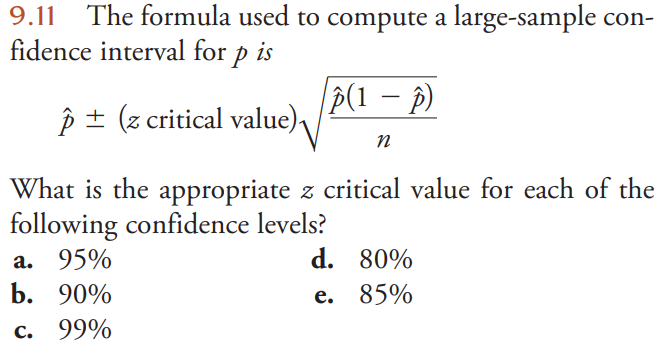 9.11 The formula used to compute a large-sample con-
fidence interval for p is
p̂ ± (z critical value)√(p̂(1 − p̂)/n)
What is the appropriate z critical value for each of the
following confidence levels?
a. 95% d. 80%
b. 90% e. 85%
c. 99%